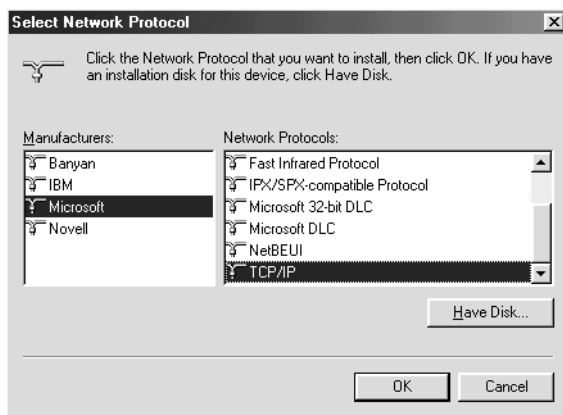 Select Network Protocol
Click the Network Protocol that you want to install, then click OK. If you have
an installation disk for this device, click Have Disk.
Manufacturers:
Banyan
IBM
Microsoft
Novell
Network Protocols:
Fast Infrared Protocol
IPX/SPX-compatible Protocol
Microsoft 32-bit DLC
Microsoft DLC
NetBEUI
TCP/IP
Have Disk...
OK
Cancel